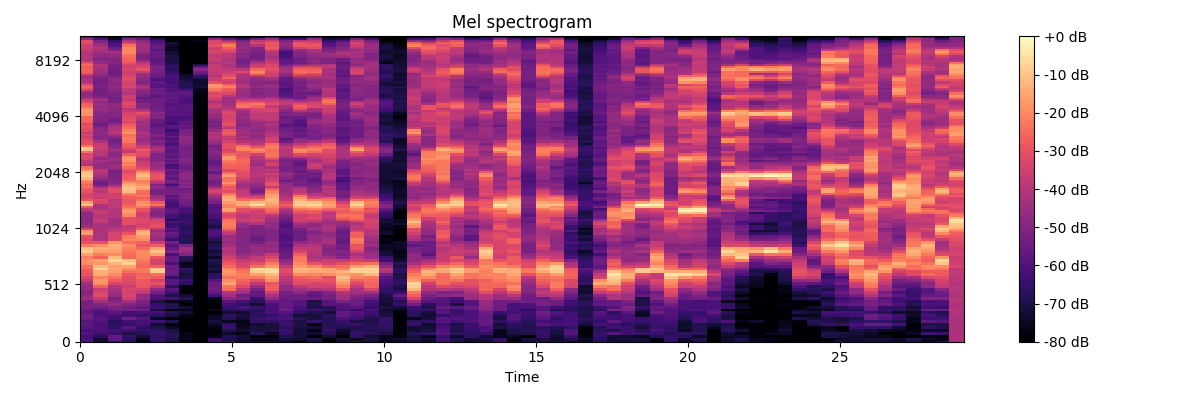 Mel spectrogram
8192
4096
2048
1024
512
0
Hz
0 5 10 15 20 25
Time
+0 dB
-10 dB
-20 dB
-30 dB
-40 dB
-50 dB
-60 dB
-70 dB
-80 dB